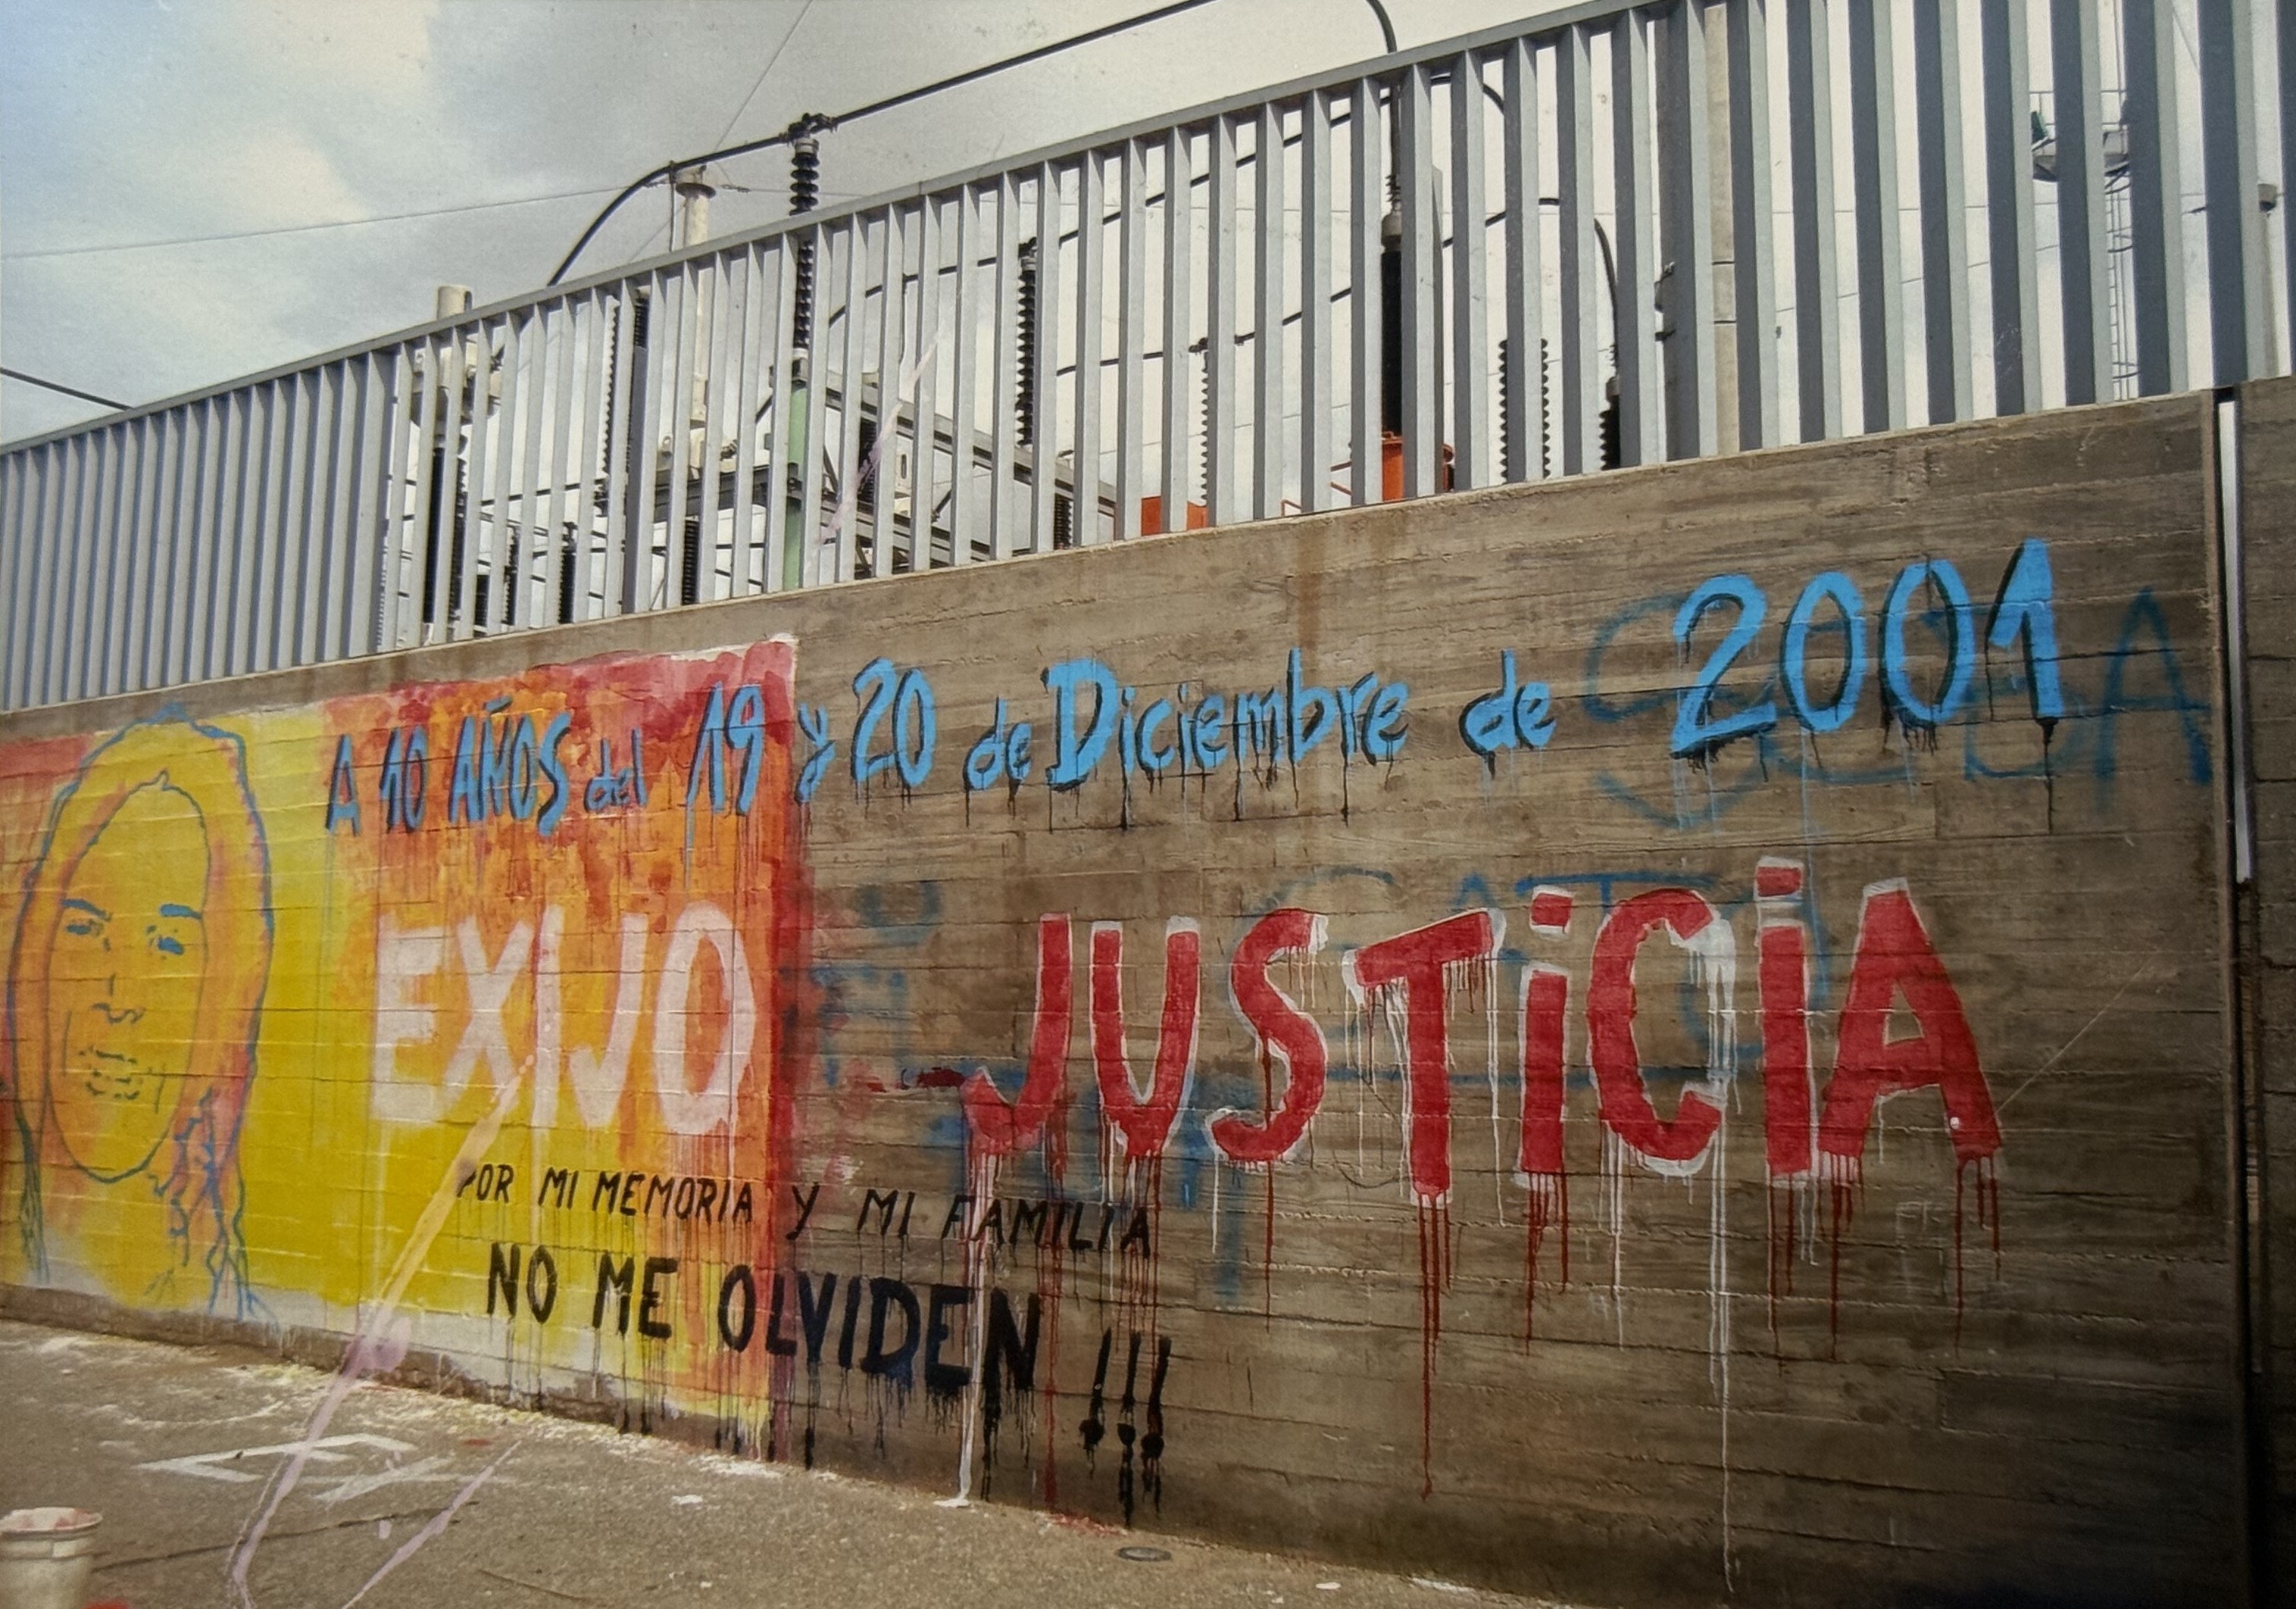 A 10 AÑOS del 19 y 20 de Diciembre de 2001
EXIJO JUSTiCiA
POR MI MEMORIA Y MI FAMILIA
NO ME OLVIDEN !!!